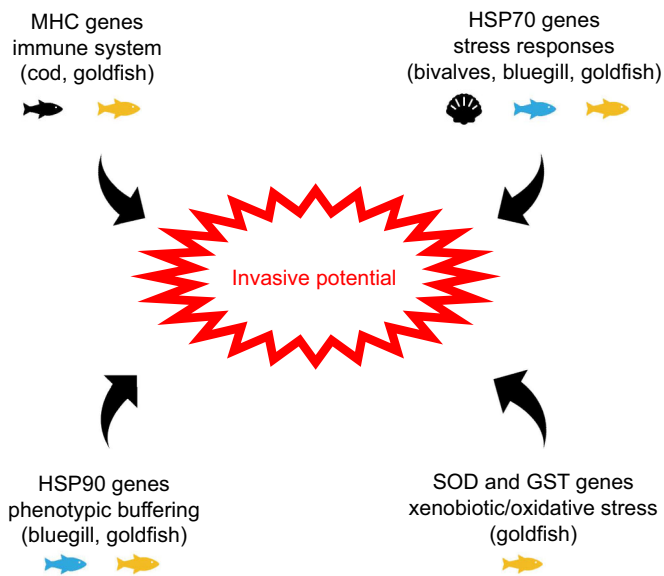 MHC genes
immune system
(cod, goldfish)
HSP70 genes
stress responses
(bivalves, bluegill, goldfish)
Invasive potential
HSP90 genes
phenotypic buffering
(bluegill, goldfish)
SOD and GST genes
xenobiotic/oxidative stress
(goldfish)